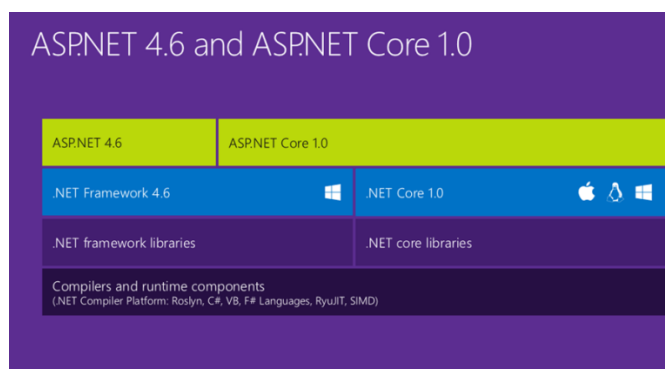 ASP.NET 4.6 and ASP.NET Core 1.0
ASP.NET 4.6
ASP.NET Core 1.0
.NET Framework 4.6
.NET Core 1.0
.NET framework libraries
.NET core libraries
Compilers and runtime components
(.NET Compiler Platform: Roslyn, C#, VB, F# Languages, RyuJIT, SIMD)